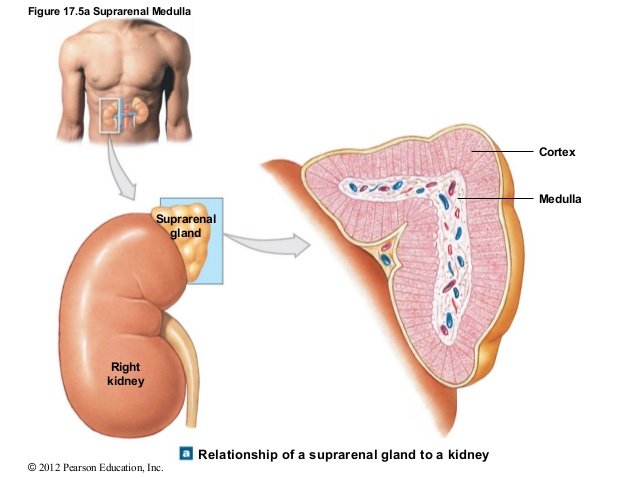 Figure 17.5a Suprarenal Medulla
Cortex
Medulla
Suprarenal
gland
Right
kidney
a Relationship of a suprarenal gland to a kidney
© 2012 Pearson Education, Inc.